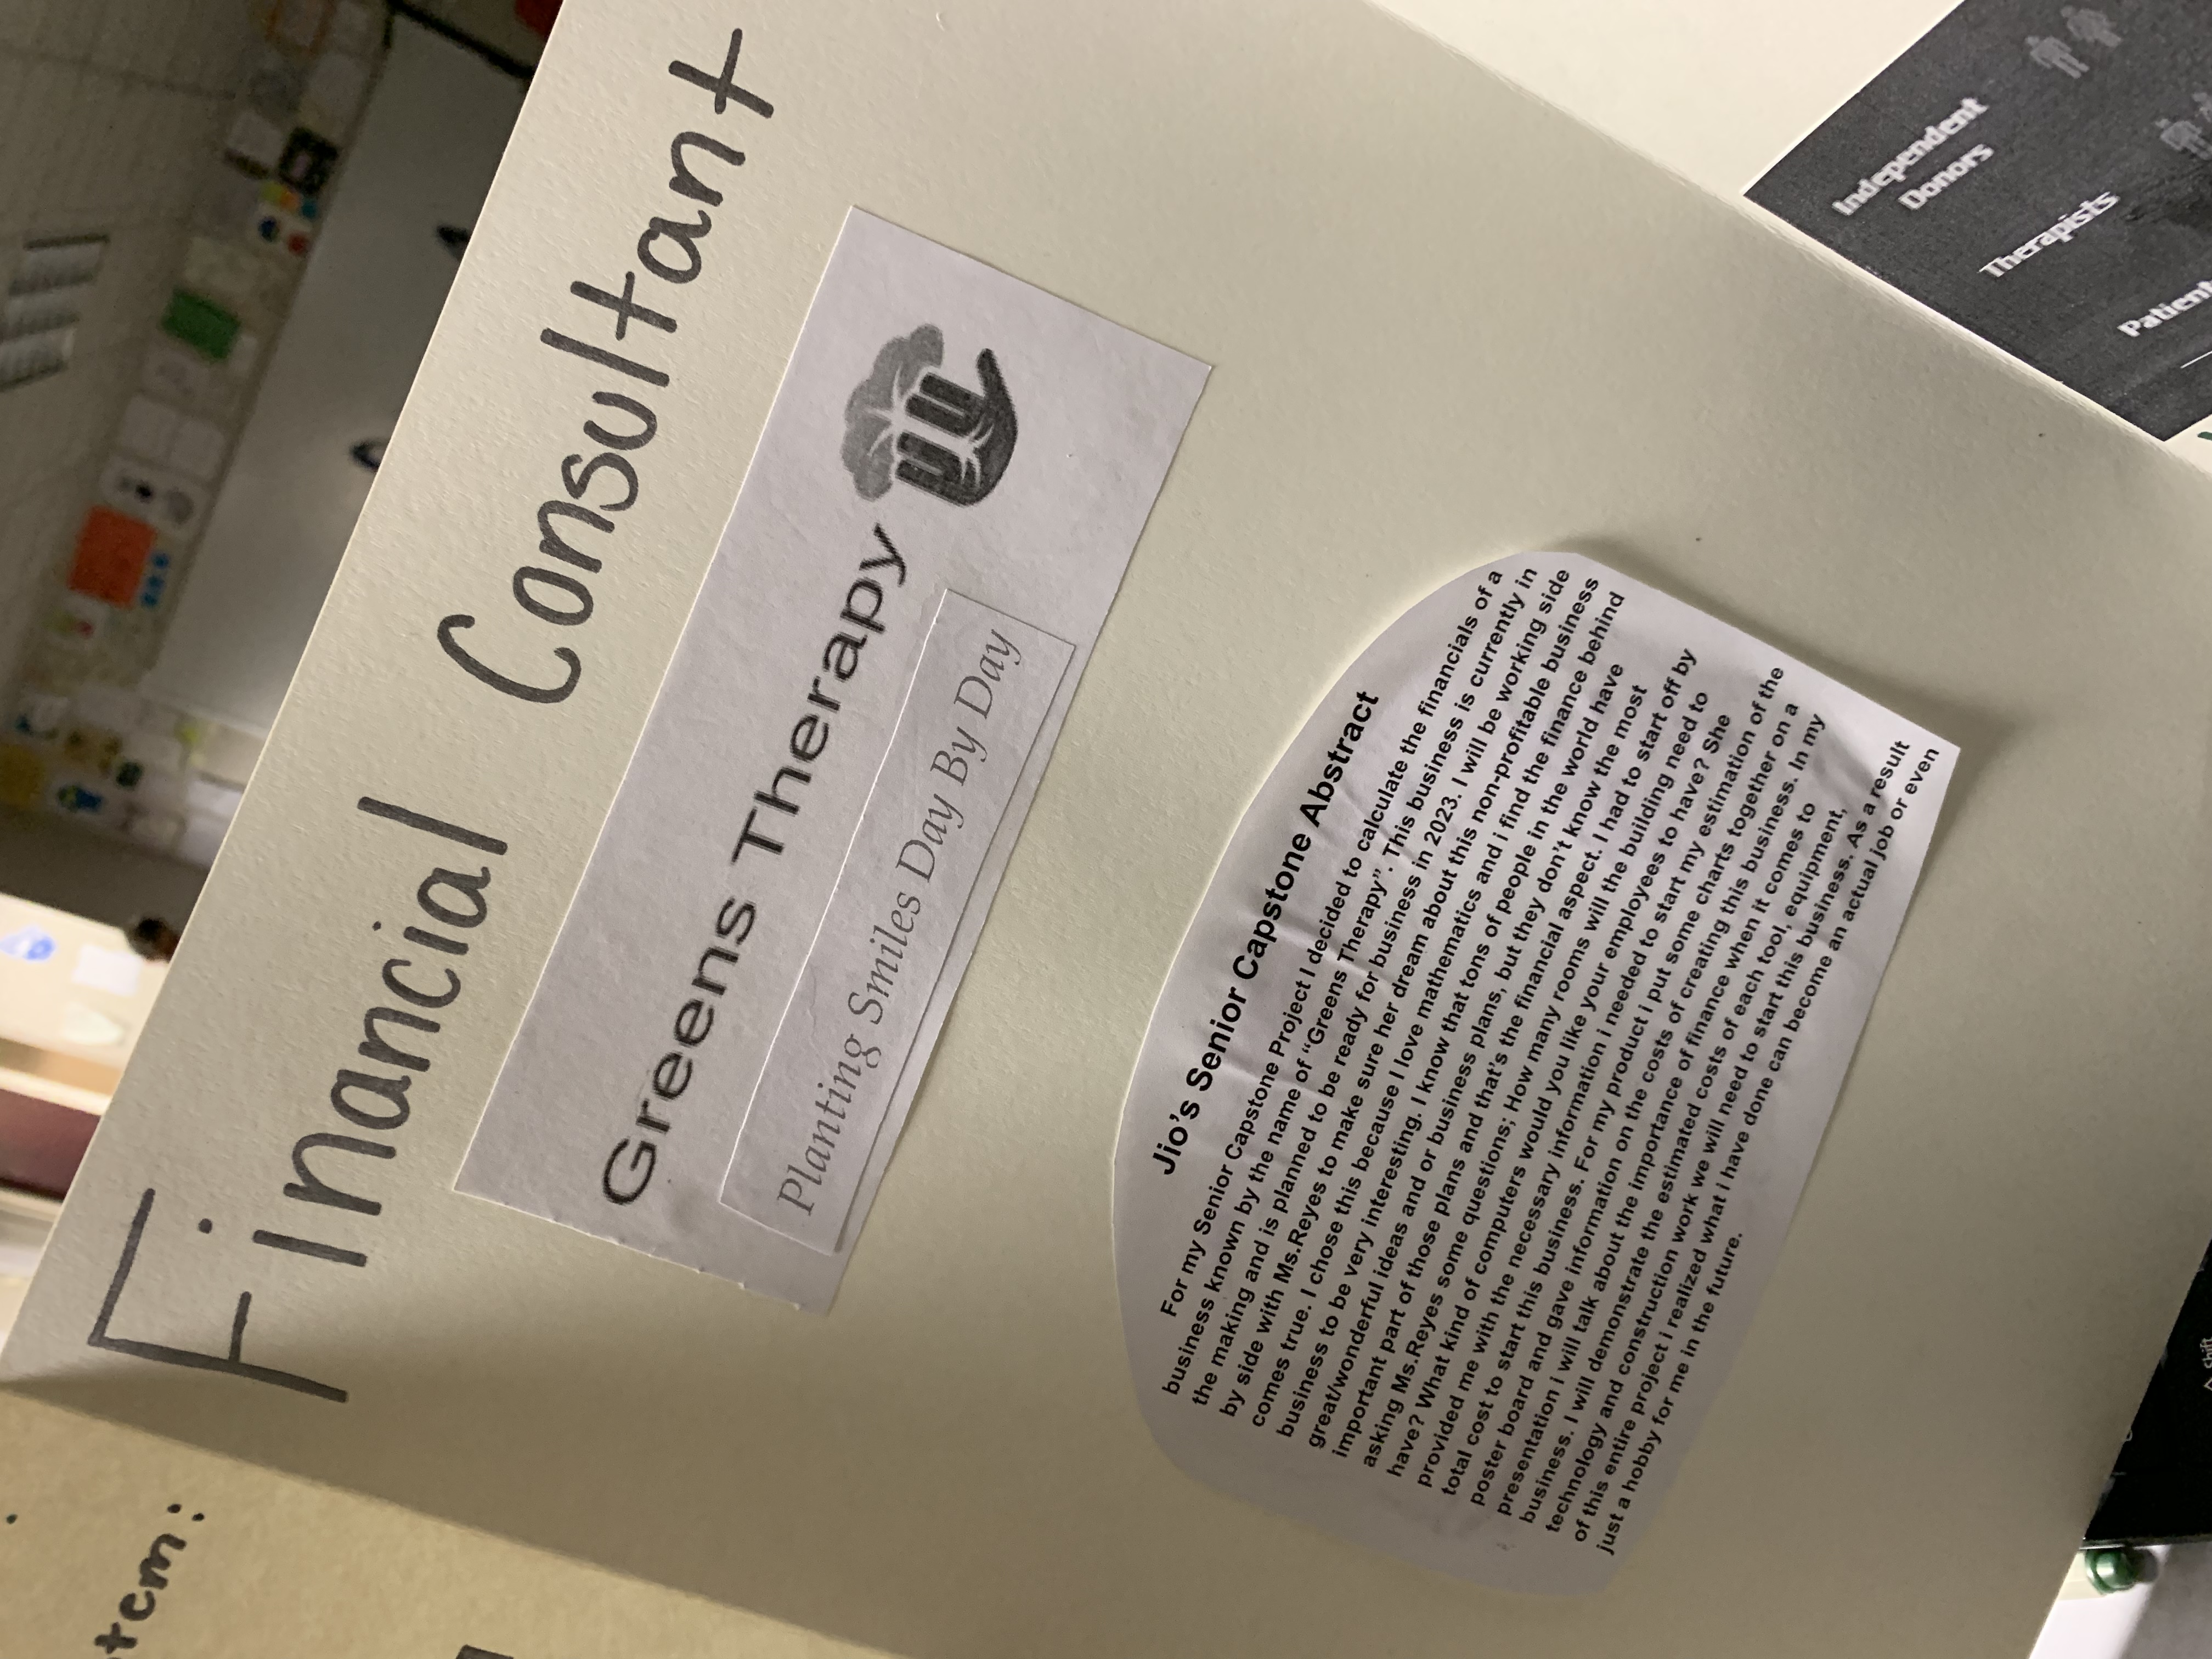 Financial Consultant
Greens Therapy
Planting Smiles Day By Day
Jio's Senior Capstone Abstract
For my Senior Capstone Project I decided to calculate the financials of a
business known by the name of “Greens Therapy”. This business is currently in
the making and is planned to be ready for business in 2023. I will be working side
by side with Ms.Reyes to make sure her dream about this non-profitable business
comes true. I chose this because I love mathematics and i find the finance behind
business to be very interesting. I know that tons of people in the world have
great/wonderful ideas and or business plans, but they don't know the most
important part of those plans and that's the financial aspect. I had to start off by
asking Ms.Reyes some questions; How many rooms will the building need to
have? What kind of computers would you like your employees to have? She
provided me with the necessary information i needed to start my estimation of the
total cost to start this business. For my product i put some charts together on a
poster board and gave information on the costs of creating this business. In my
presentation i will talk about the importance of finance when it comes to
business. I will demonstrate the estimated costs of each tool, equipment,
technology and construction work we will need to start this business. As a result
of this entire project i realized what i have done can become an actual job or even
just a hobby for me in the future.
Independent
Donors
Therapists
Patient
tem:
shift